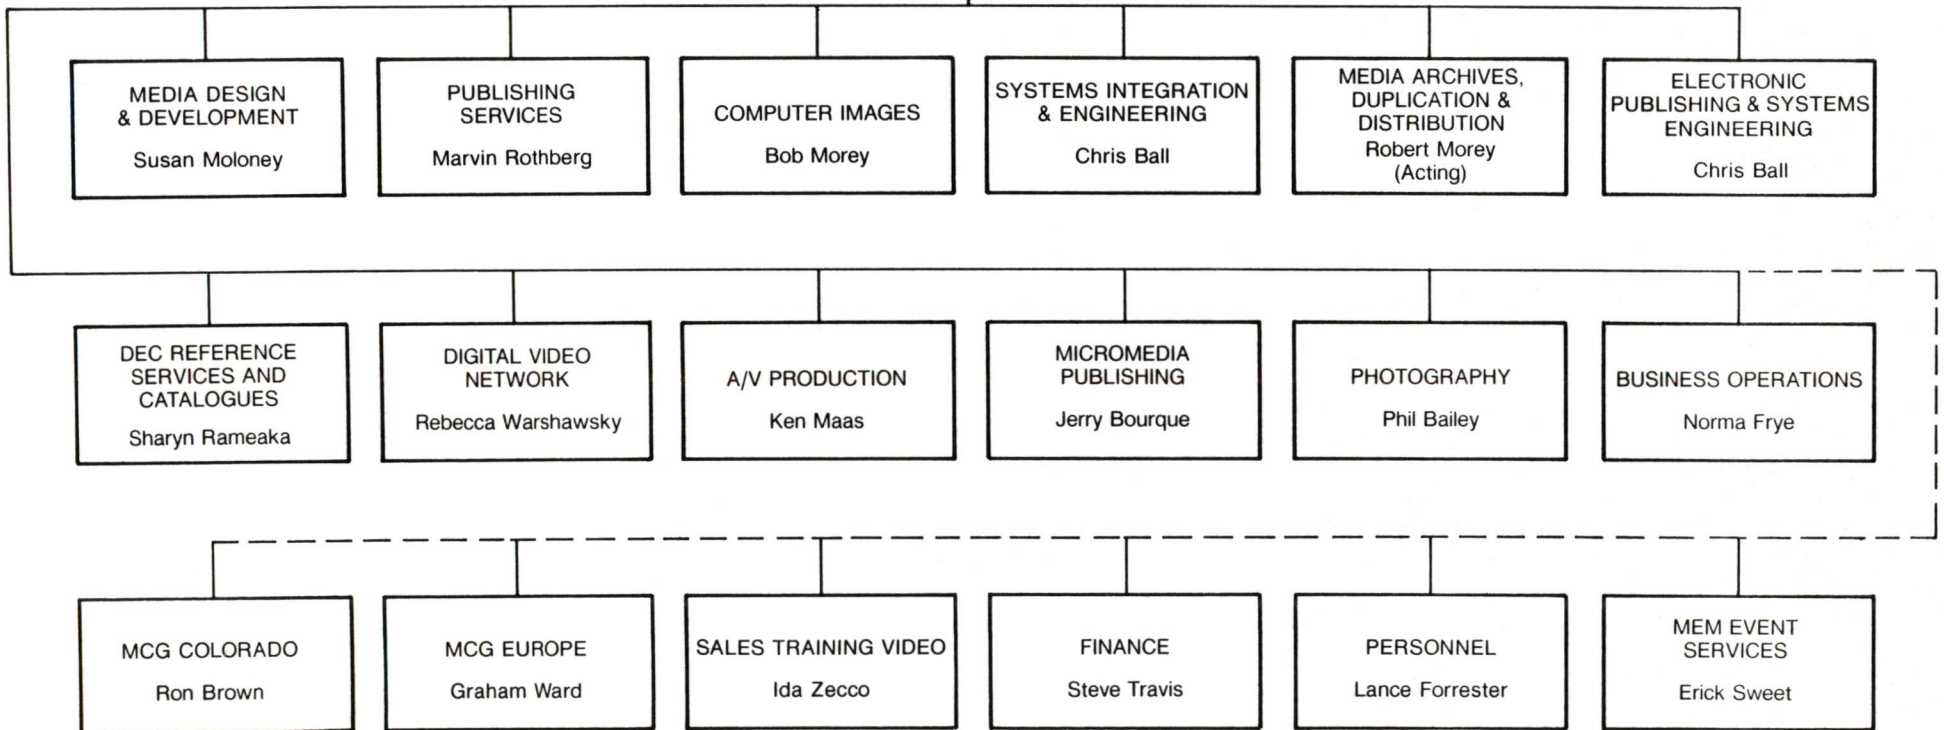 MEDIA DESIGN
& DEVELOPMENT
Susan Moloney
PUBLISHING
SERVICES
Marvin Rothberg
COMPUTER IMAGES
Bob Morey
SYSTEMS INTEGRATION
& ENGINEERING
Chris Ball
MEDIA ARCHIVES,
DUPLICATION &
DISTRIBUTION
Robert Morey
(Acting)
ELECTRONIC
PUBLISHING & SYSTEMS
ENGINEERING
Chris Ball
DEC REFERENCE
SERVICES AND
CATALOGUES
Sharyn Rameaka
DIGITAL VIDEO
NETWORK
Rebecca Warshawsky
A/V PRODUCTION
Ken Maas
MICROMEDIA
PUBLISHING
Jerry Bourque
PHOTOGRAPHY
Phil Bailey
BUSINESS OPERATIONS
Norma Frye
MCG COLORADO
Ron Brown
MCG EUROPE
Graham Ward
SALES TRAINING VIDEO
Ida Zecco
FINANCE
Steve Travis
PERSONNEL
Lance Forrester
MEM EVENT
SERVICES
Erick Sweet